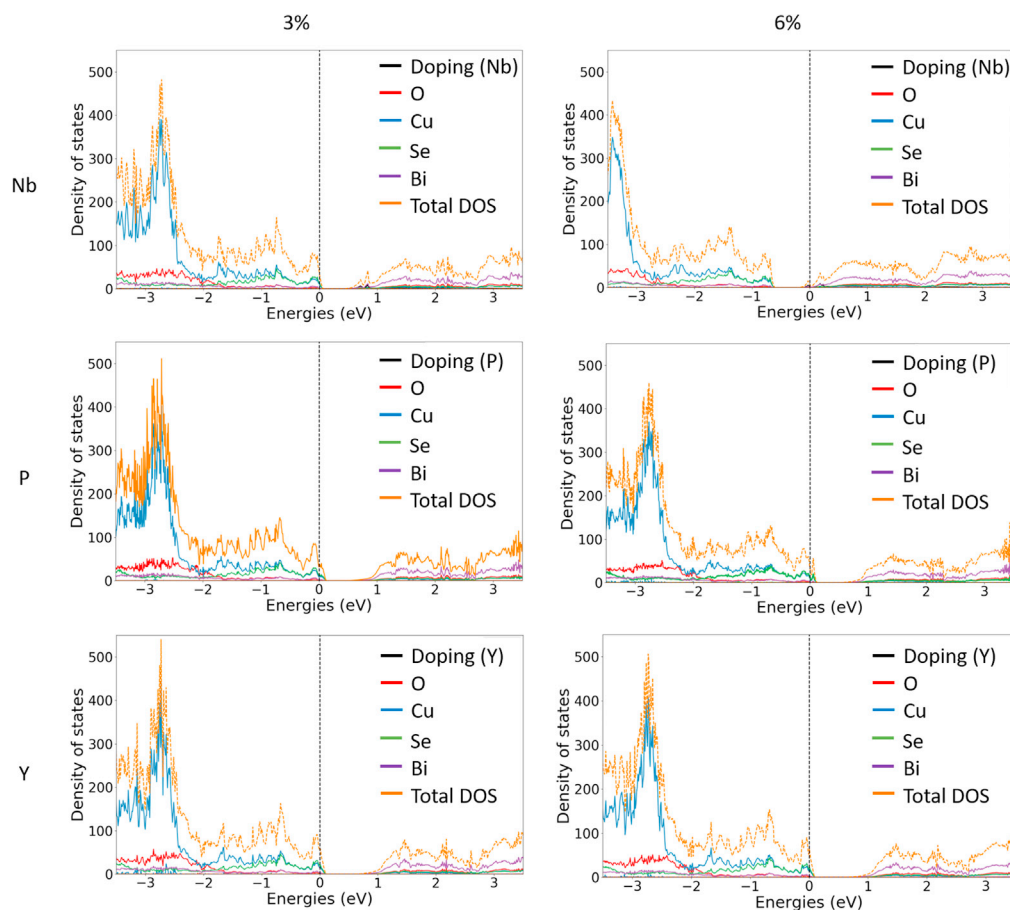 3%
6%
Nb
Density of states
500
400
300
200
100
0
−3
−2
−1
0
1
2
3
Energies (eV)
Doping (Nb)
O
Cu
Se
Bi
Total DOS
Density of states
500
400
300
200
100
0
−3
−2
−1
0
1
2
3
Energies (eV)
Doping (Nb)
O
Cu
Se
Bi
Total DOS
P
Density of states
500
400
300
200
100
0
−3
−2
−1
0
1
2
3
Energies (eV)
Doping (P)
O
Cu
Se
Bi
Total DOS
Density of states
500
400
300
200
100
0
−3
−2
−1
0
1
2
3
Energies (eV)
Doping (P)
O
Cu
Se
Bi
Total DOS
Y
Density of states
500
400
300
200
100
0
−3
−2
−1
0
1
2
3
Energies (eV)
Doping (Y)
O
Cu
Se
Bi
Total DOS
Density of states
500
400
300
200
100
0
−3
−2
−1
0
1
2
3
Energies (eV)
Doping (Y)
O
Cu
Se
Bi
Total DOS